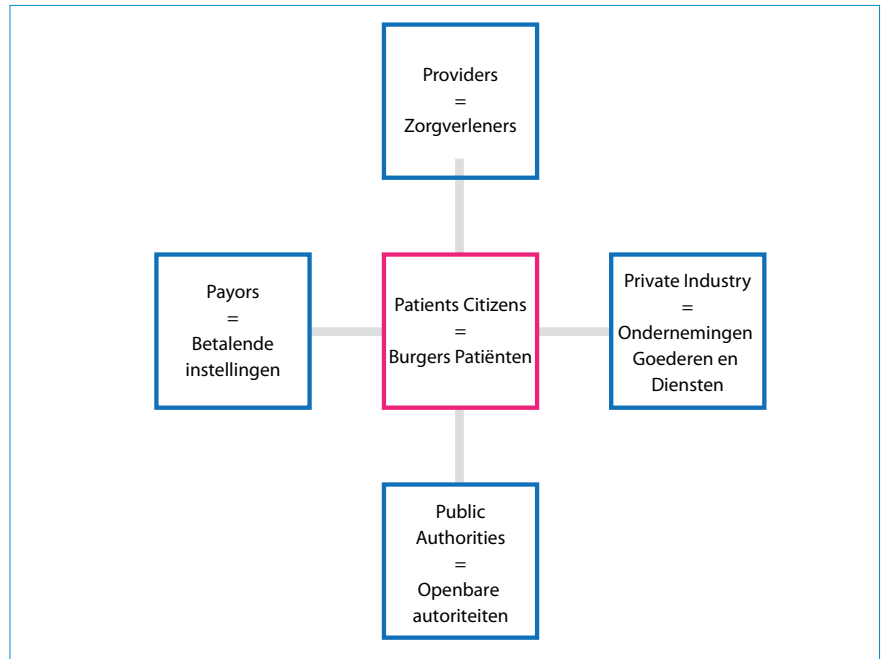 Providers
=
Zorgverleners
Payors
=
Betalende
instellingen
Patients Citizens
=
Burgers Patiënten
Private Industry
=
Ondernemingen
Goederen en
Diensten
Public
Authorities
=
Openbare
autoriteiten